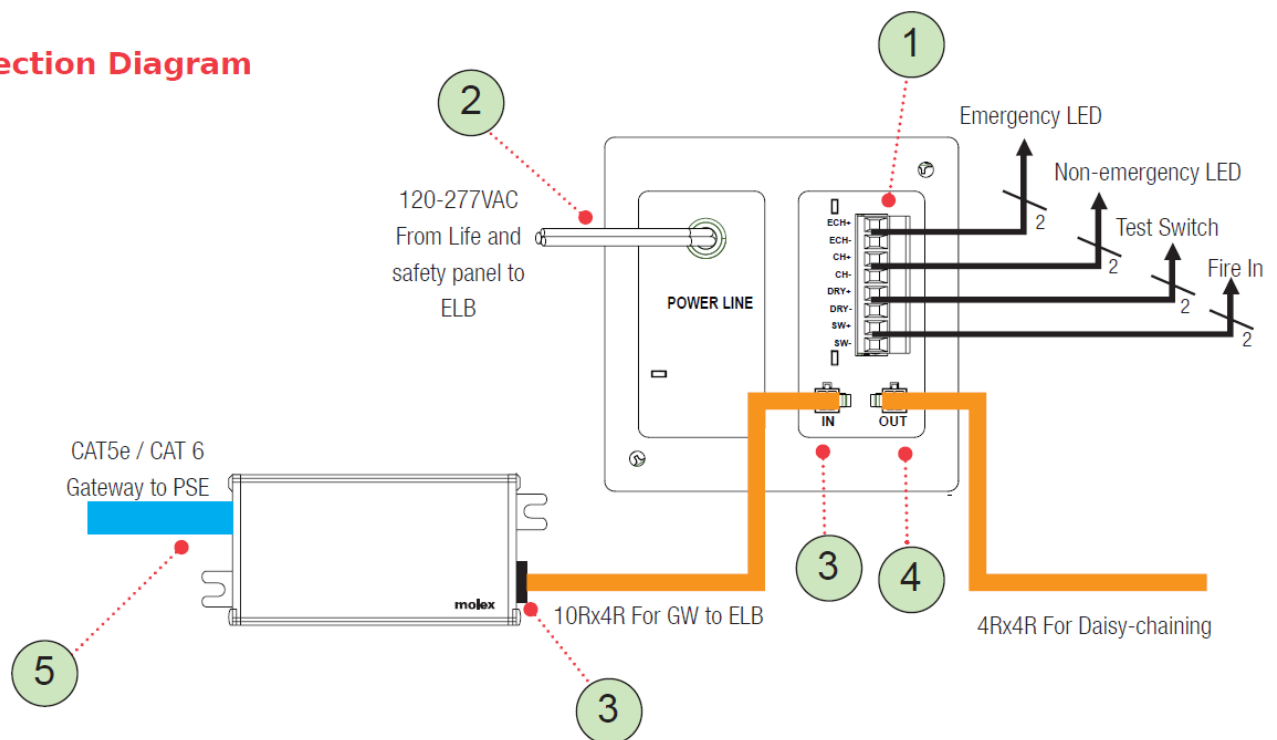 ection Diagram
1
2
Emergency LED
2
Non-emergency LED
2
Test Switch
2
Fire In
2
120-277VAC
From Life and
safety panel to
ELB
POWER LINE
ECH+
ECH-
CH+
CH-
DRY+
DRY-
SW+
SW-
IN
OUT
CAT5e / CAT 6
Gateway to PSE
molex
10Rx4R For GW to ELB
4Rx4R For Daisy-chaining
3
4
5
3